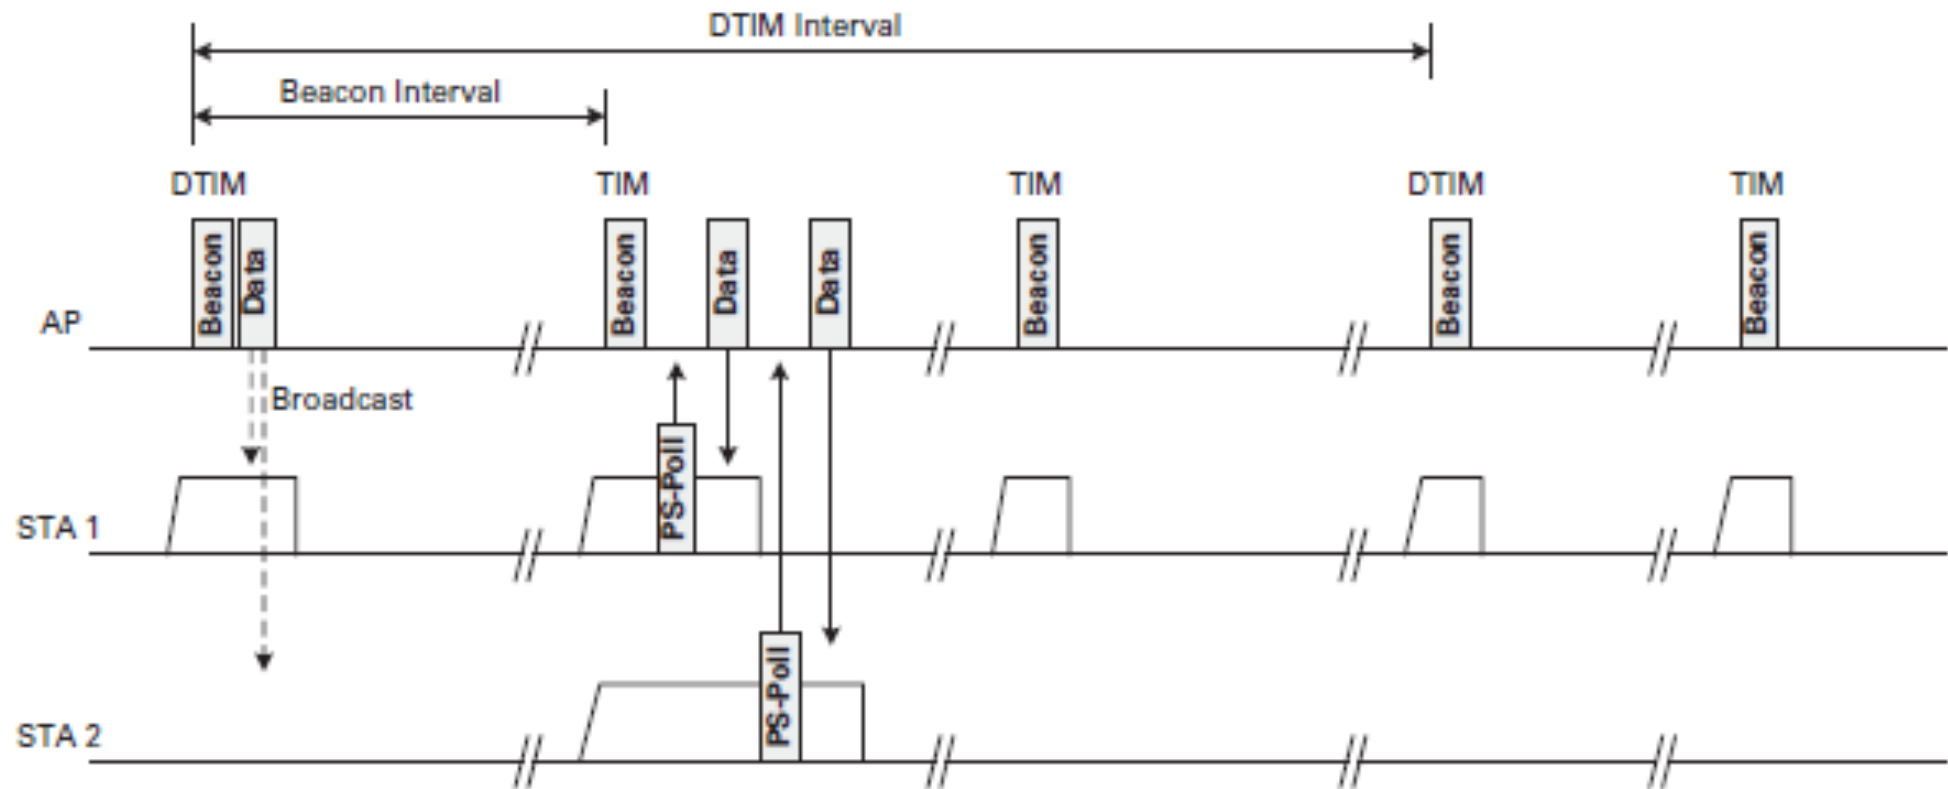 DTIM Interval
Beacon Interval
DTIM TIM TIM DTIM TIM
Beacon Data Beacon Data Data Beacon Beacon Beacon
AP
Broadcast
PS-Poll
STA 1
PS-Poll
STA 2